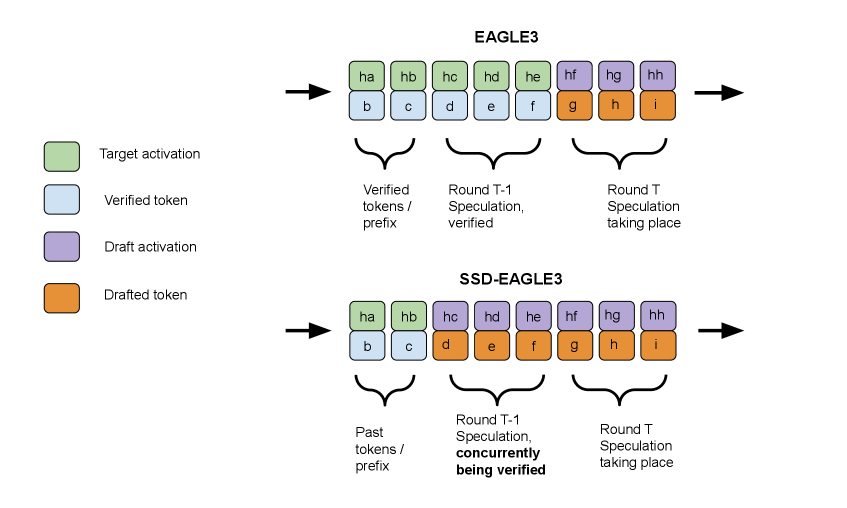 EAGLE3
ha hb hc hd he hf hg hh
b c d e f g h i
Target activation
Verified token
Draft activation
Drafted token
Verified
tokens /
prefix
Round T-1
Speculation,
verified
Round T
Speculation
taking place
SSD-EAGLE3
ha hb hc hd he hf hg hh
b c d e f g h i
Past
tokens /
prefix
Round T-1
Speculation,
concurrently
being verified
Round T
Speculation
taking place